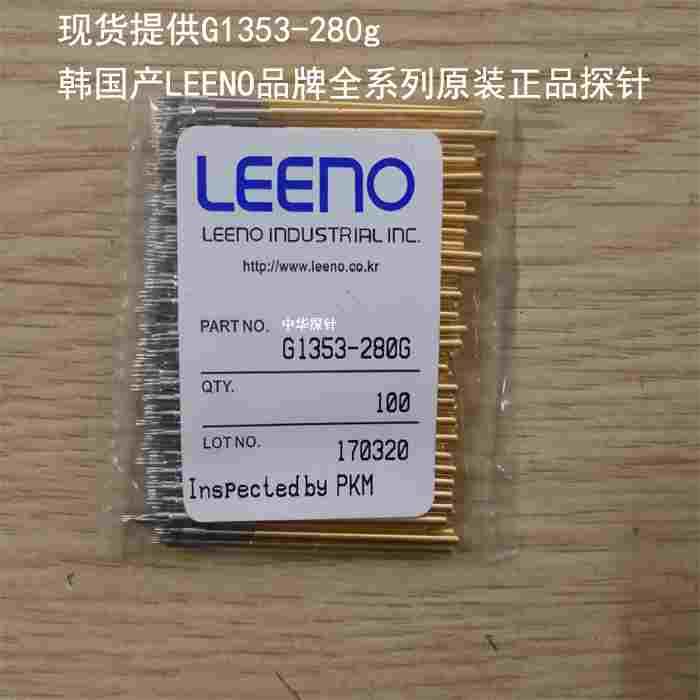 现货提供G1353-280g
韩国产LEENO品牌全系列原装正品探针
LEENO
LEENO INDUSTRIAL INC.
http://www.leeno.co.kr
PART NO. 中华探针
G1353-280G
QTY.
100
LOT NO.
170320
Inspected by PKM